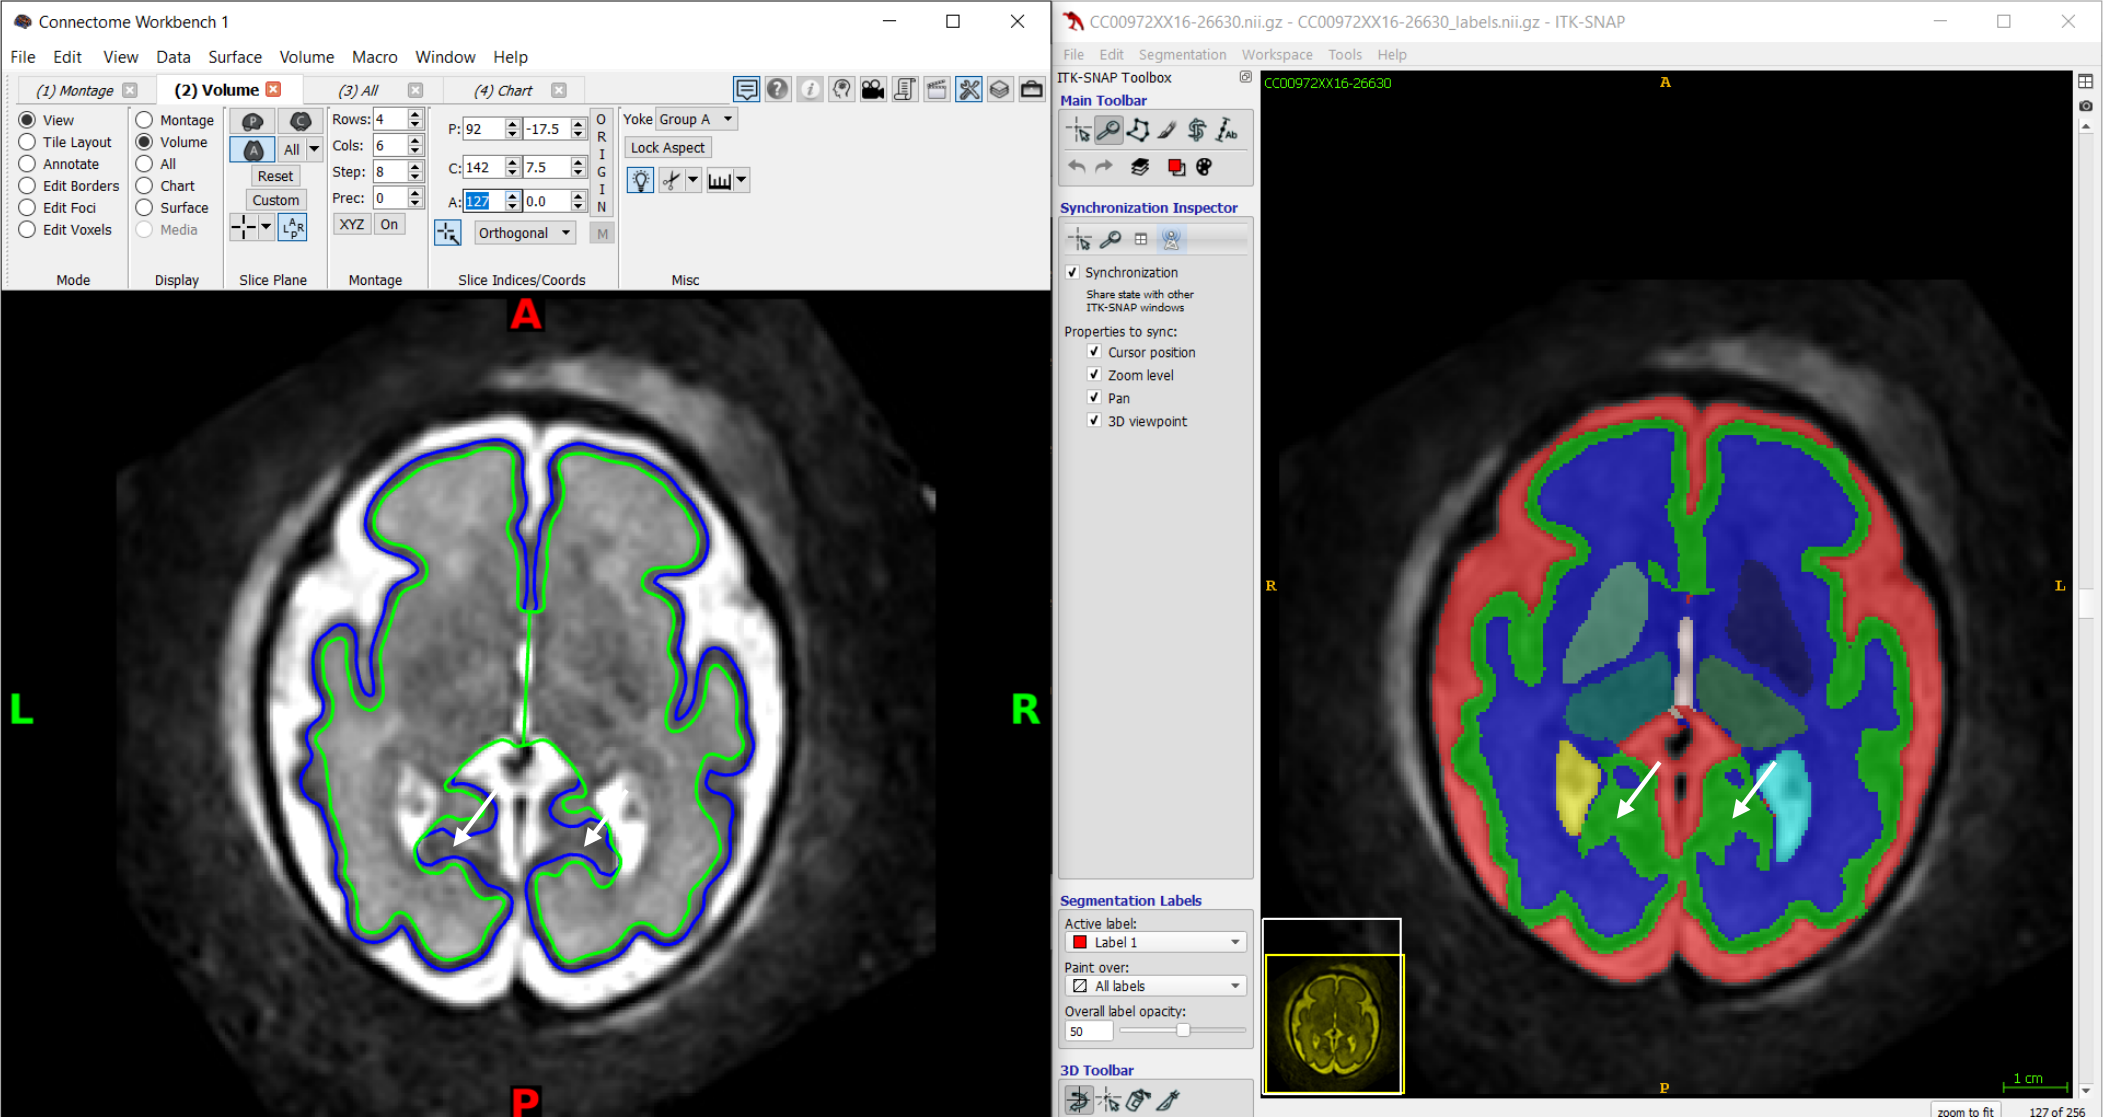 Connectome Workbench 1
File Edit View Data Surface Volume Macro Window Help
(1) Montage (2) Volume (3) All (4) Chart
View
Tile Layout
Annotate
Edit Borders
Edit Foci
Edit Voxels
Mode
Montage
Volume
All
Chart
Surface
Media
Display
P C
A All
Reset
Custom
L A R P
Slice Plane
Rows: 4
Cols: 6
Step: 8
Prec: 0
XYZ On
Montage
P: 92 -17.5
C: 142 7.5
A: 127 0.0
Orthogonal
ORIGIN
M
Slice Indices/Coords
Yoke Group A
Lock Aspect
Misc
A
L
R
P
CC00972XX16-26630.nii.gz - CC00972XX16-26630_labels.nii.gz - ITK-SNAP
File Edit Segmentation Workspace Tools Help
ITK-SNAP Toolbox
Main Toolbar
Ab
Synchronization Inspector
Synchronization
Share state with other
ITK-SNAP windows
Properties to sync:
Cursor position
Zoom level
Pan
3D viewpoint
Segmentation Labels
Active label:
Label 1
Paint over:
All labels
Overall label opacity:
50
3D Toolbar
CC00972XX16-26630
A
R
L
P
1 cm
zoom to fit 127 of 256